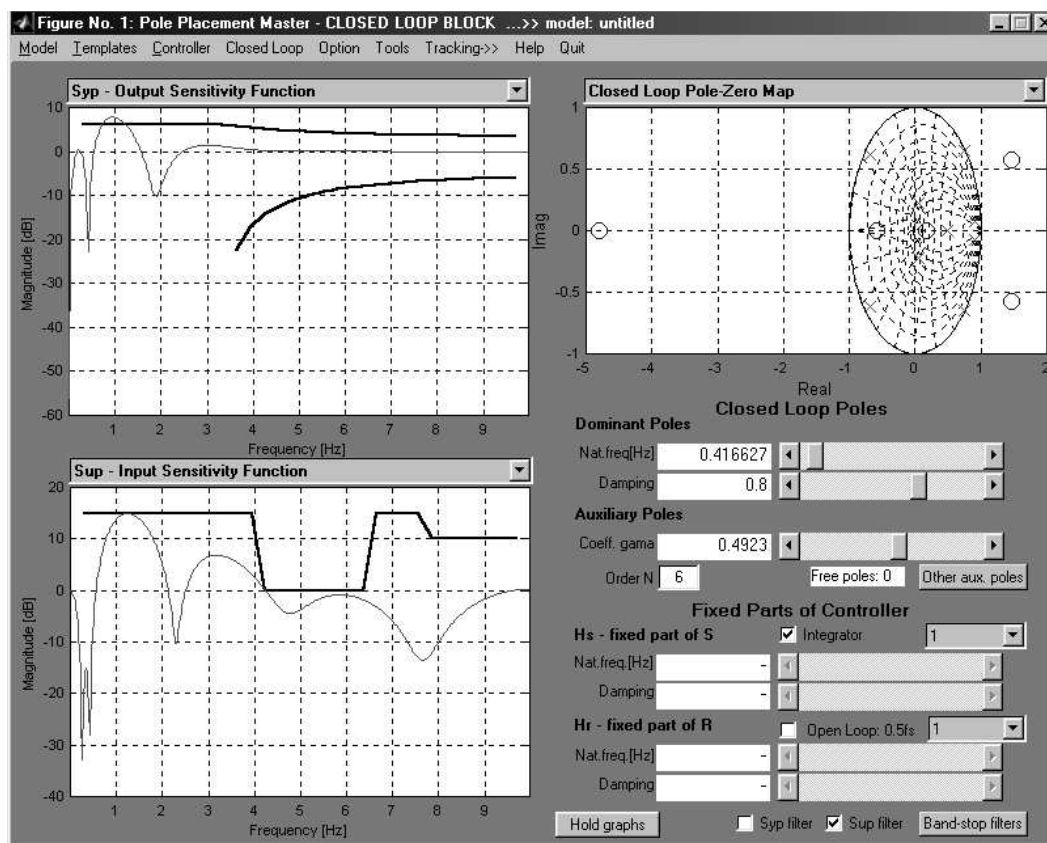 Figure No. 1: Pole Placement Master - CLOSED LOOP BLOCK ...>> model: untitled
Model Templates Controller Closed Loop Option Tools Tracking->> Help Quit
Syp - Output Sensitivity Function
10
0
-10
-20
-30
-40
-50
-60
Magnitude [dB]
1 2 3 4 5 6 7 8 9
Frequency [Hz]
Sup - Input Sensitivity Function
20
10
0
-10
-20
-30
-40
Magnitude [dB]
1 2 3 4 5 6 7 8 9
Frequency [Hz]
Closed Loop Pole-Zero Map
1
0.5
0
-0.5
-1
Imag
-5 -4 -3 -2 -1 0 1 2
Real
Closed Loop Poles
Dominant Poles
Nat.freq[Hz] 0.416627
Damping 0.8
Auxiliary Poles
Coeff. gama 0.4923
Order N 6 Free poles: 0 Other aux. poles
Fixed Parts of Controller
Hs - fixed part of S Integrator 1
Nat.freq.[Hz] -
Damping -
Hr - fixed part of R Open Loop: 0.5fs 1
Nat.freq.[Hz] -
Damping -
Hold graphs Syp filter Sup filter Band-stop filters